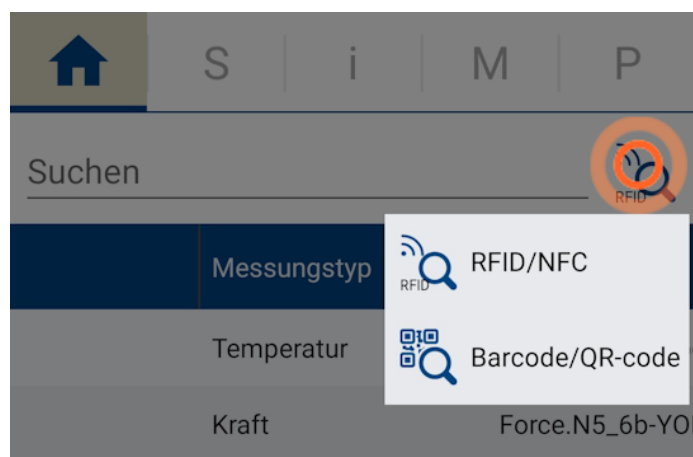 S i M P
Suchen
RFID
Messungstyp
RFID
RFID/NFC
Temperatur
Barcode/QR-code
Kraft
Force.N5_6b-YO